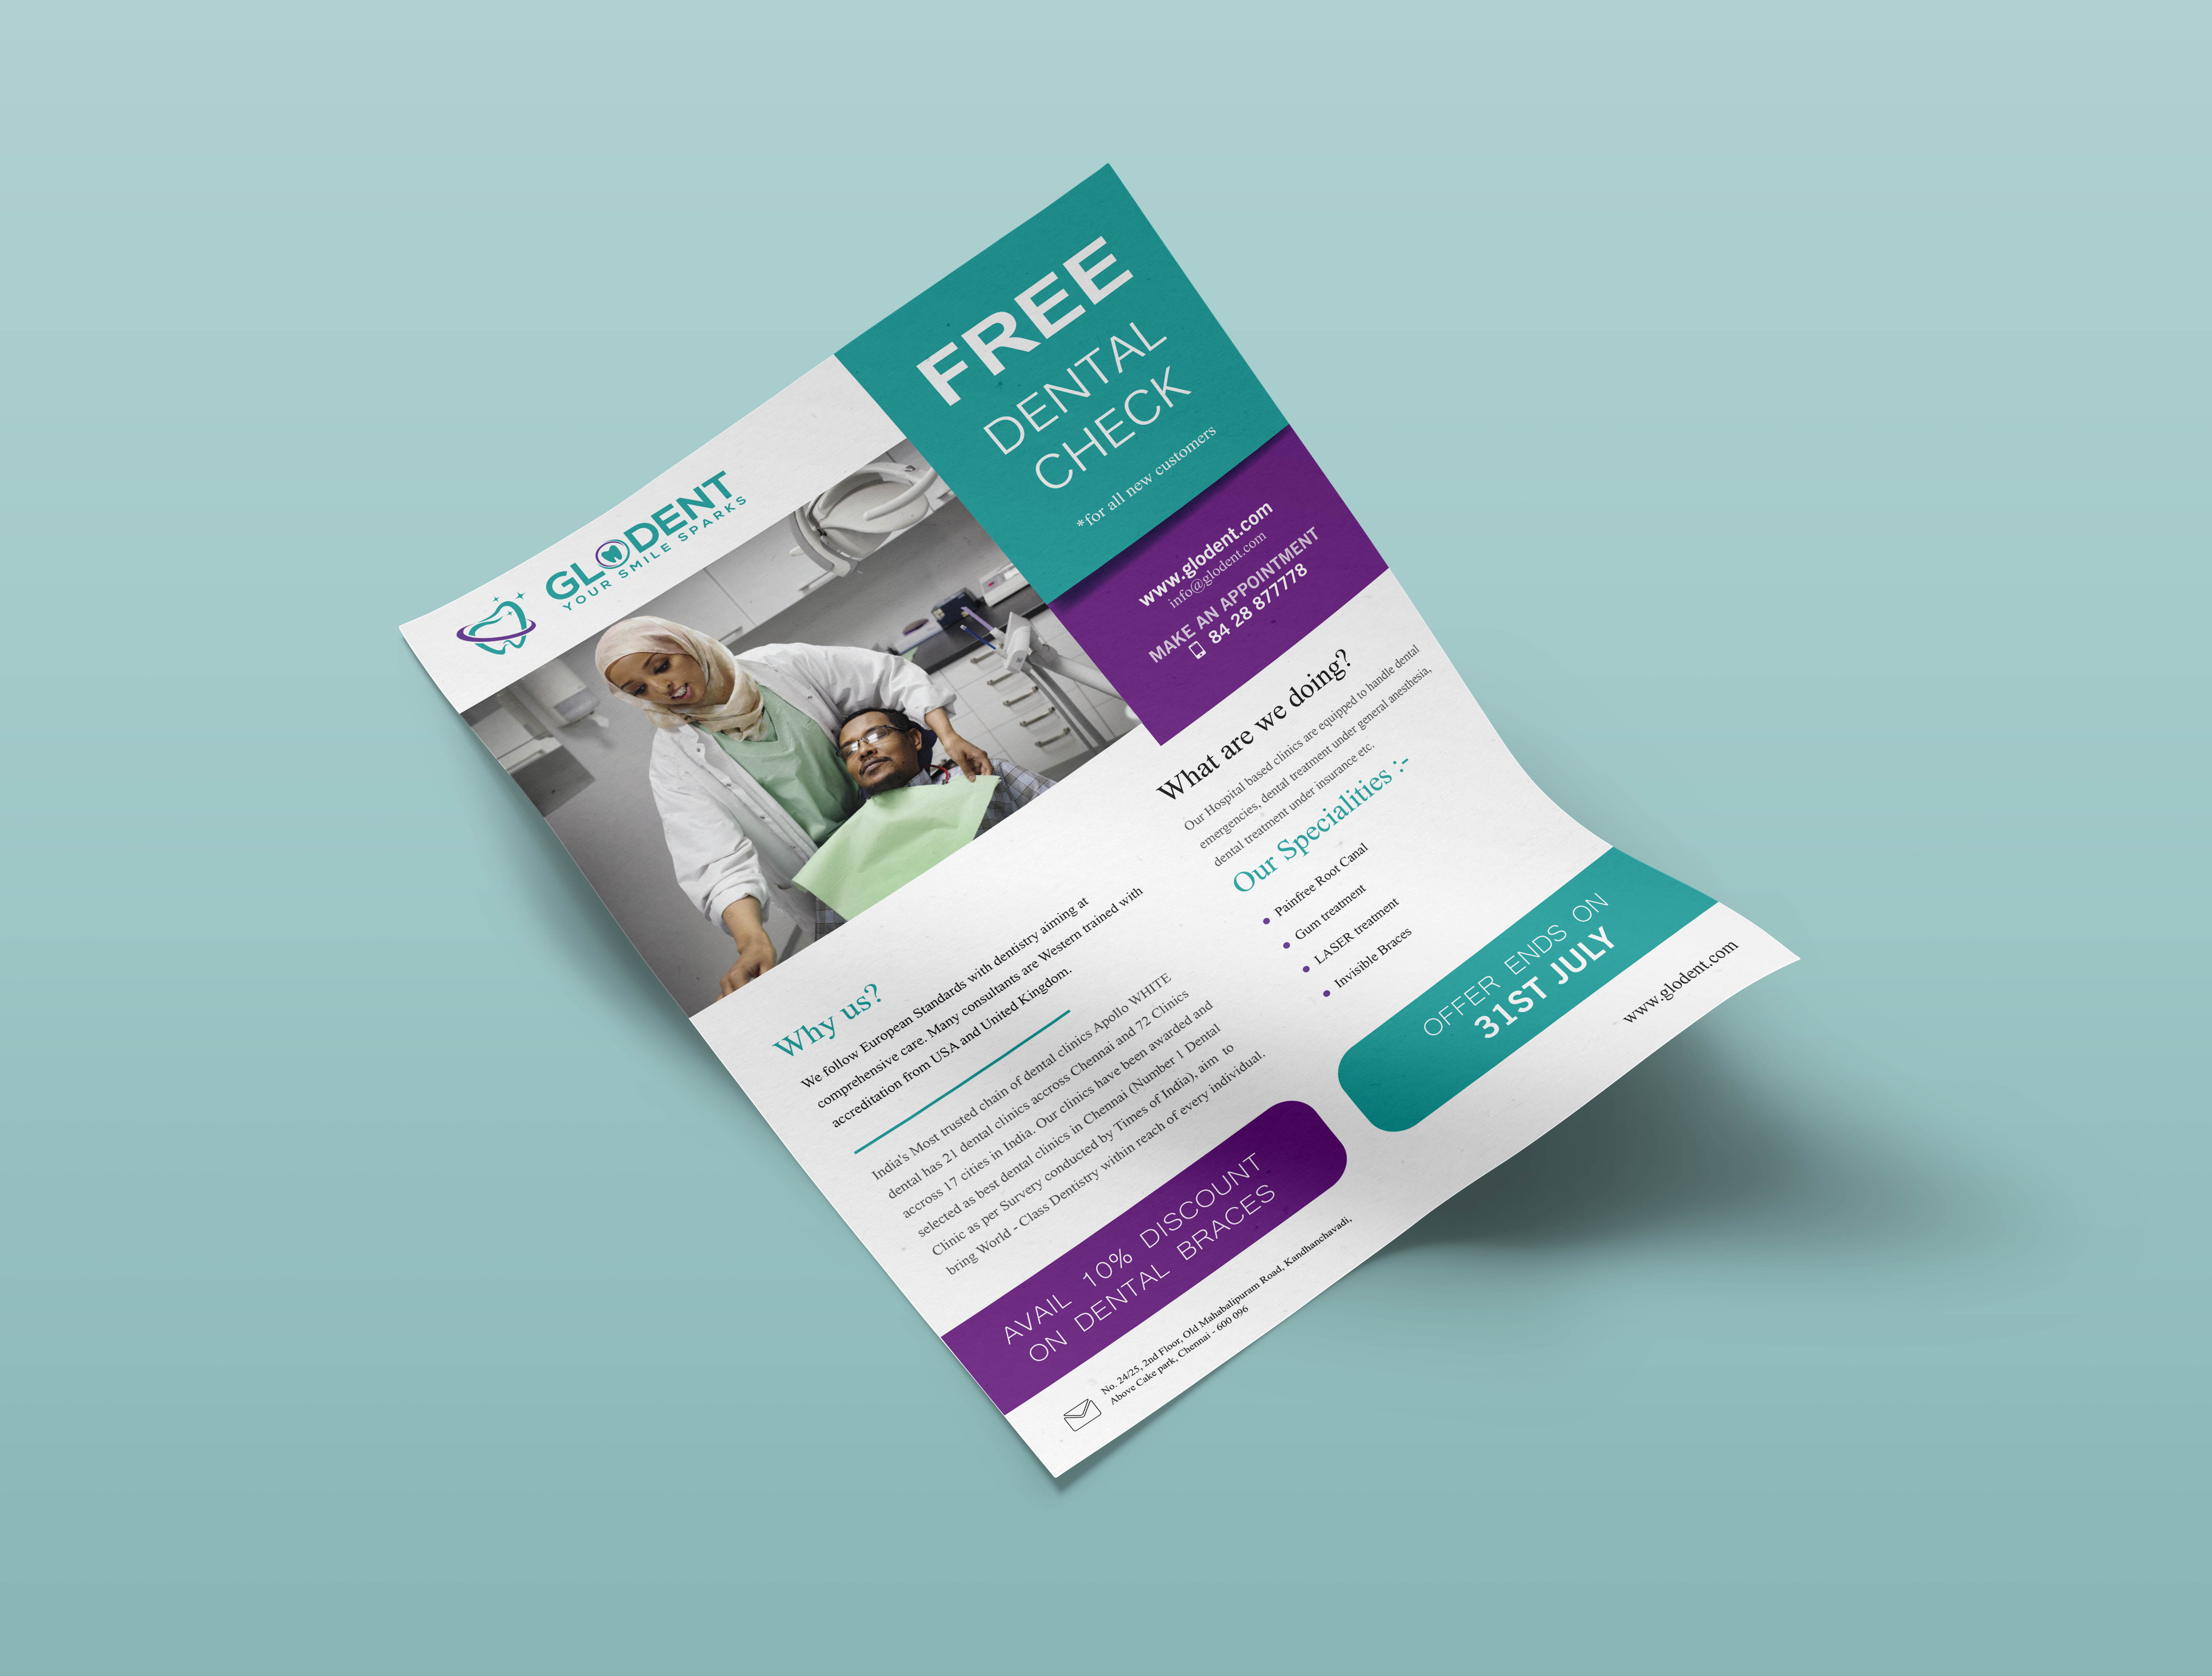 GLODENT
YOUR SMILE SPARKS
FREE
DENTAL
CHECK
*for all new customers
www.glodent.com
info@glodent.com
MAKE AN APPOINTMENT
84 28 877778
What are we doing?
Our Hospital based clinics are equipped to handle dental
emergencies, dental treatment under general anesthesia,
dental treatment under insurance etc.
Our Specialities :-
Painfree Root Canal
Gum treatment
LASER treatment
Invisible Braces
Why us?
We follow European Standards with dentistry aiming at
comprehensive care. Many consultants are Western trained with
accreditation from USA and United Kingdom.
India's Most trusted chain of dental clinics Apollo WHITE
dental has 21 dental clinics accross Chennai and 72 Clinics
accross 17 cities in India. Our clinics have been awarded and
selected as best dental clinics in Chennai (Number 1 Dental
Clinic as per Survery conducted by Times of India), aim to
bring World - Class Dentistry within reach of every individual.
OFFER ENDS ON
31ST JULY
AVAIL 10% DISCOUNT
ON DENTAL BRACES
www.glodent.com
No. 24/25, 2nd Floor, Old Mahabalipuram Road, Kandhanchavadi,
Above Cake park, Chennai - 600 096